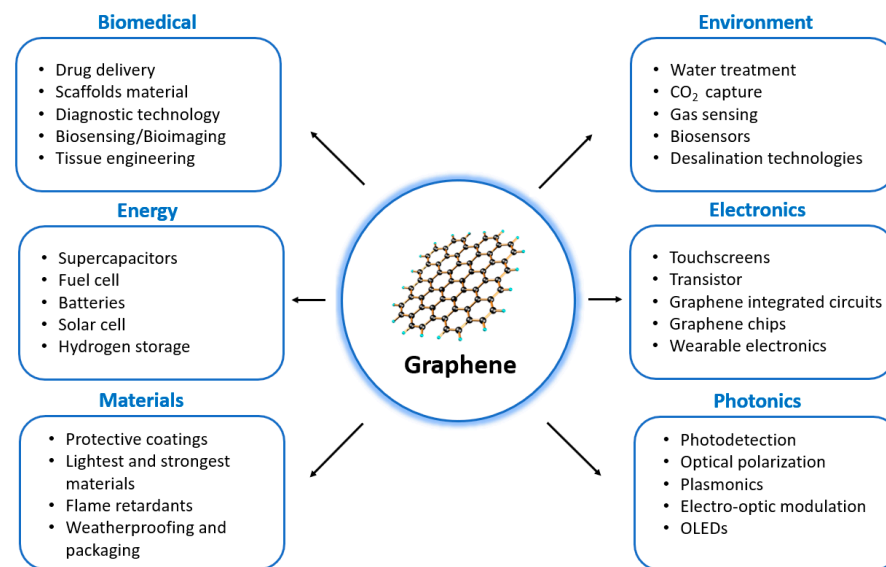 Biomedical
• Drug delivery
• Scaffolds material
• Diagnostic technology
• Biosensing/Bioimaging
• Tissue engineering
Environment
• Water treatment
• CO₂ capture
• Gas sensing
• Biosensors
• Desalination technologies
Energy
• Supercapacitors
• Fuel cell
• Batteries
• Solar cell
• Hydrogen storage
Graphene
Electronics
• Touchscreens
• Transistor
• Graphene integrated circuits
• Graphene chips
• Wearable electronics
Materials
• Protective coatings
• Lightest and strongest
materials
• Flame retardants
• Weatherproofing and
packaging
Photonics
• Photodetection
• Optical polarization
• Plasmonics
• Electro-optic modulation
• OLEDs